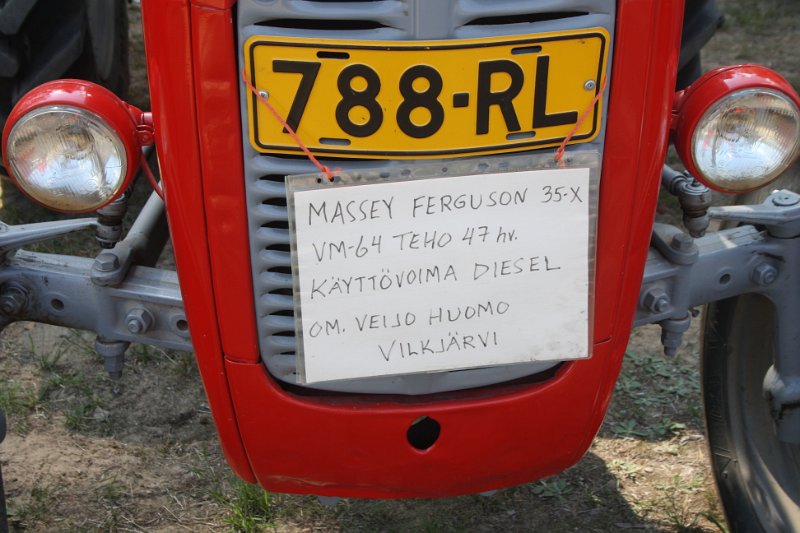 788-RL
MASSEY FERGUSON 35-X
VM-64 TEHO 47 hv.
KÄYTTÖVOIMA DIESEL
OM. VEIJO HUOMO
VILKJÄRVI